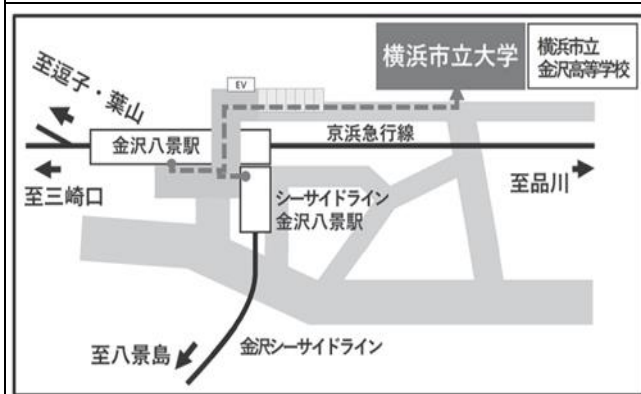 横浜市立大学
横浜市立
金沢高等学校
EV
至逗子・葉山
金沢八景駅
京浜急行線
至三崎口
至品川
シーサイドライン
金沢八景駅
至八景島
金沢シーサイドライン